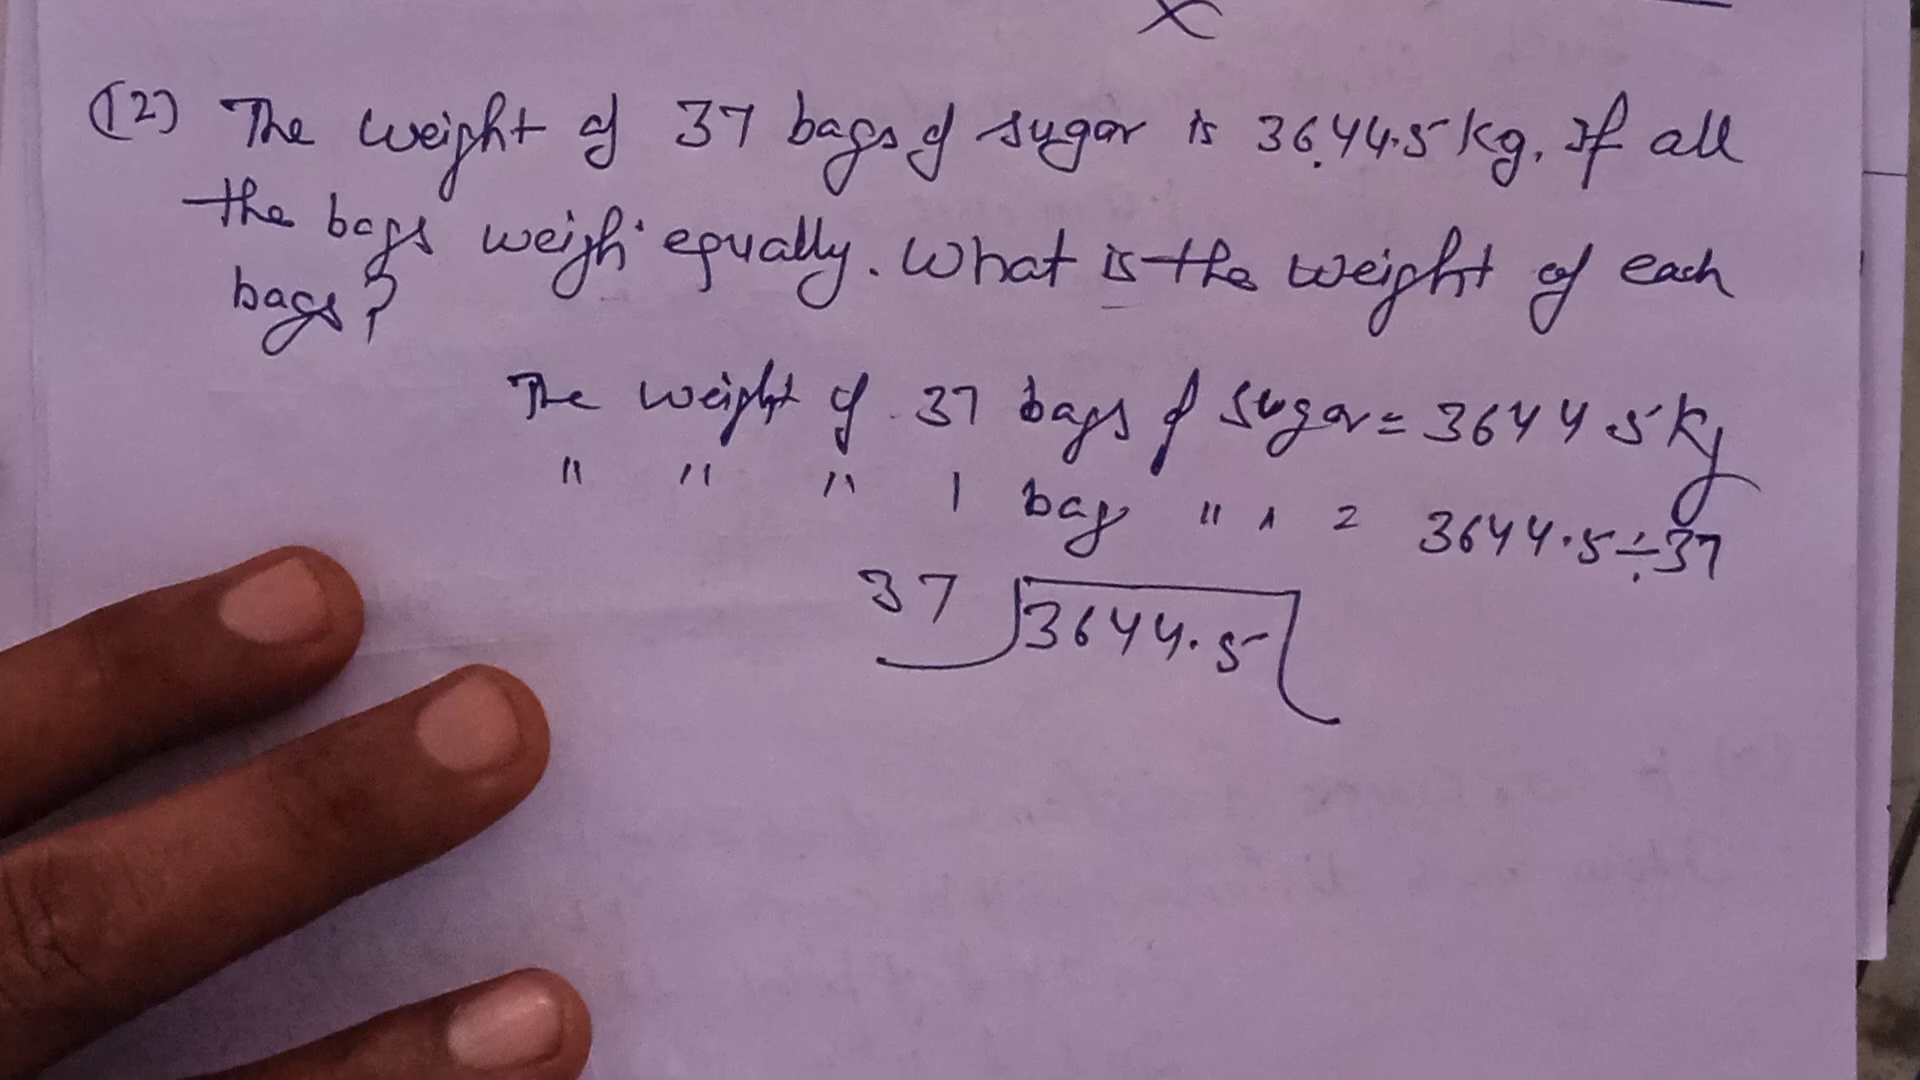 (12) The weight of 37 bags of sugar is 3644.5 kg. If all
the bags weigh equally. What is the weight of each
bags?
The weight of 37 bags of sugar = 3644 5 kg
" " " 1 bag " " = 3644.5÷37
37 3644.5